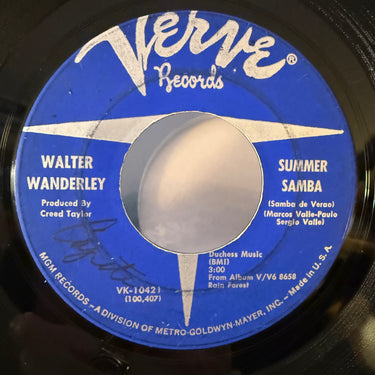 Verve®
Records
WALTER
WANDERLEY
Produced By
Creed Taylor
SUMMER
SAMBA
(Samba de Verao)
(Marcos Valle-Paulo
Sergio Valle)
Duchess Music
(BMI)
3:00
From Album V/V6 8658
Rain Forest
VK-10421
(100,407)
MGM RECORDS - A DIVISION OF METRO-GOLDWYN-MAYER, INC. - Made in U.S.A.